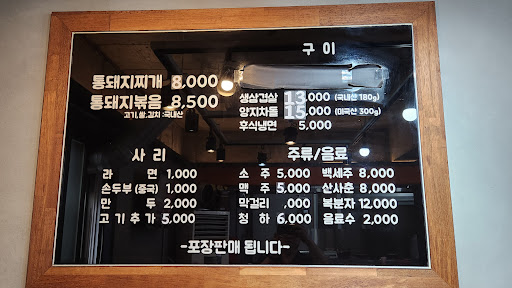 구 이
통돼지찌개 8,000
통돼지볶음 8,500
고기,쌀,김치:국내산
생삼겹살 13,000 (국내산 180g)
양지차돌 15,000 (미국산 300g)
후식냉면 5,000
사 리
라 면 1,000
손두부 (중국) 1,000
만 두 2,000
고기추가 5,000
주류/음료
소 주 5,000 백세주 8,000
맥 주 5,000 산사춘 8,000
막걸리 ,000 복분자 12,000
청 하 6,000 음료수 2,000
-포장판매 됩니다-